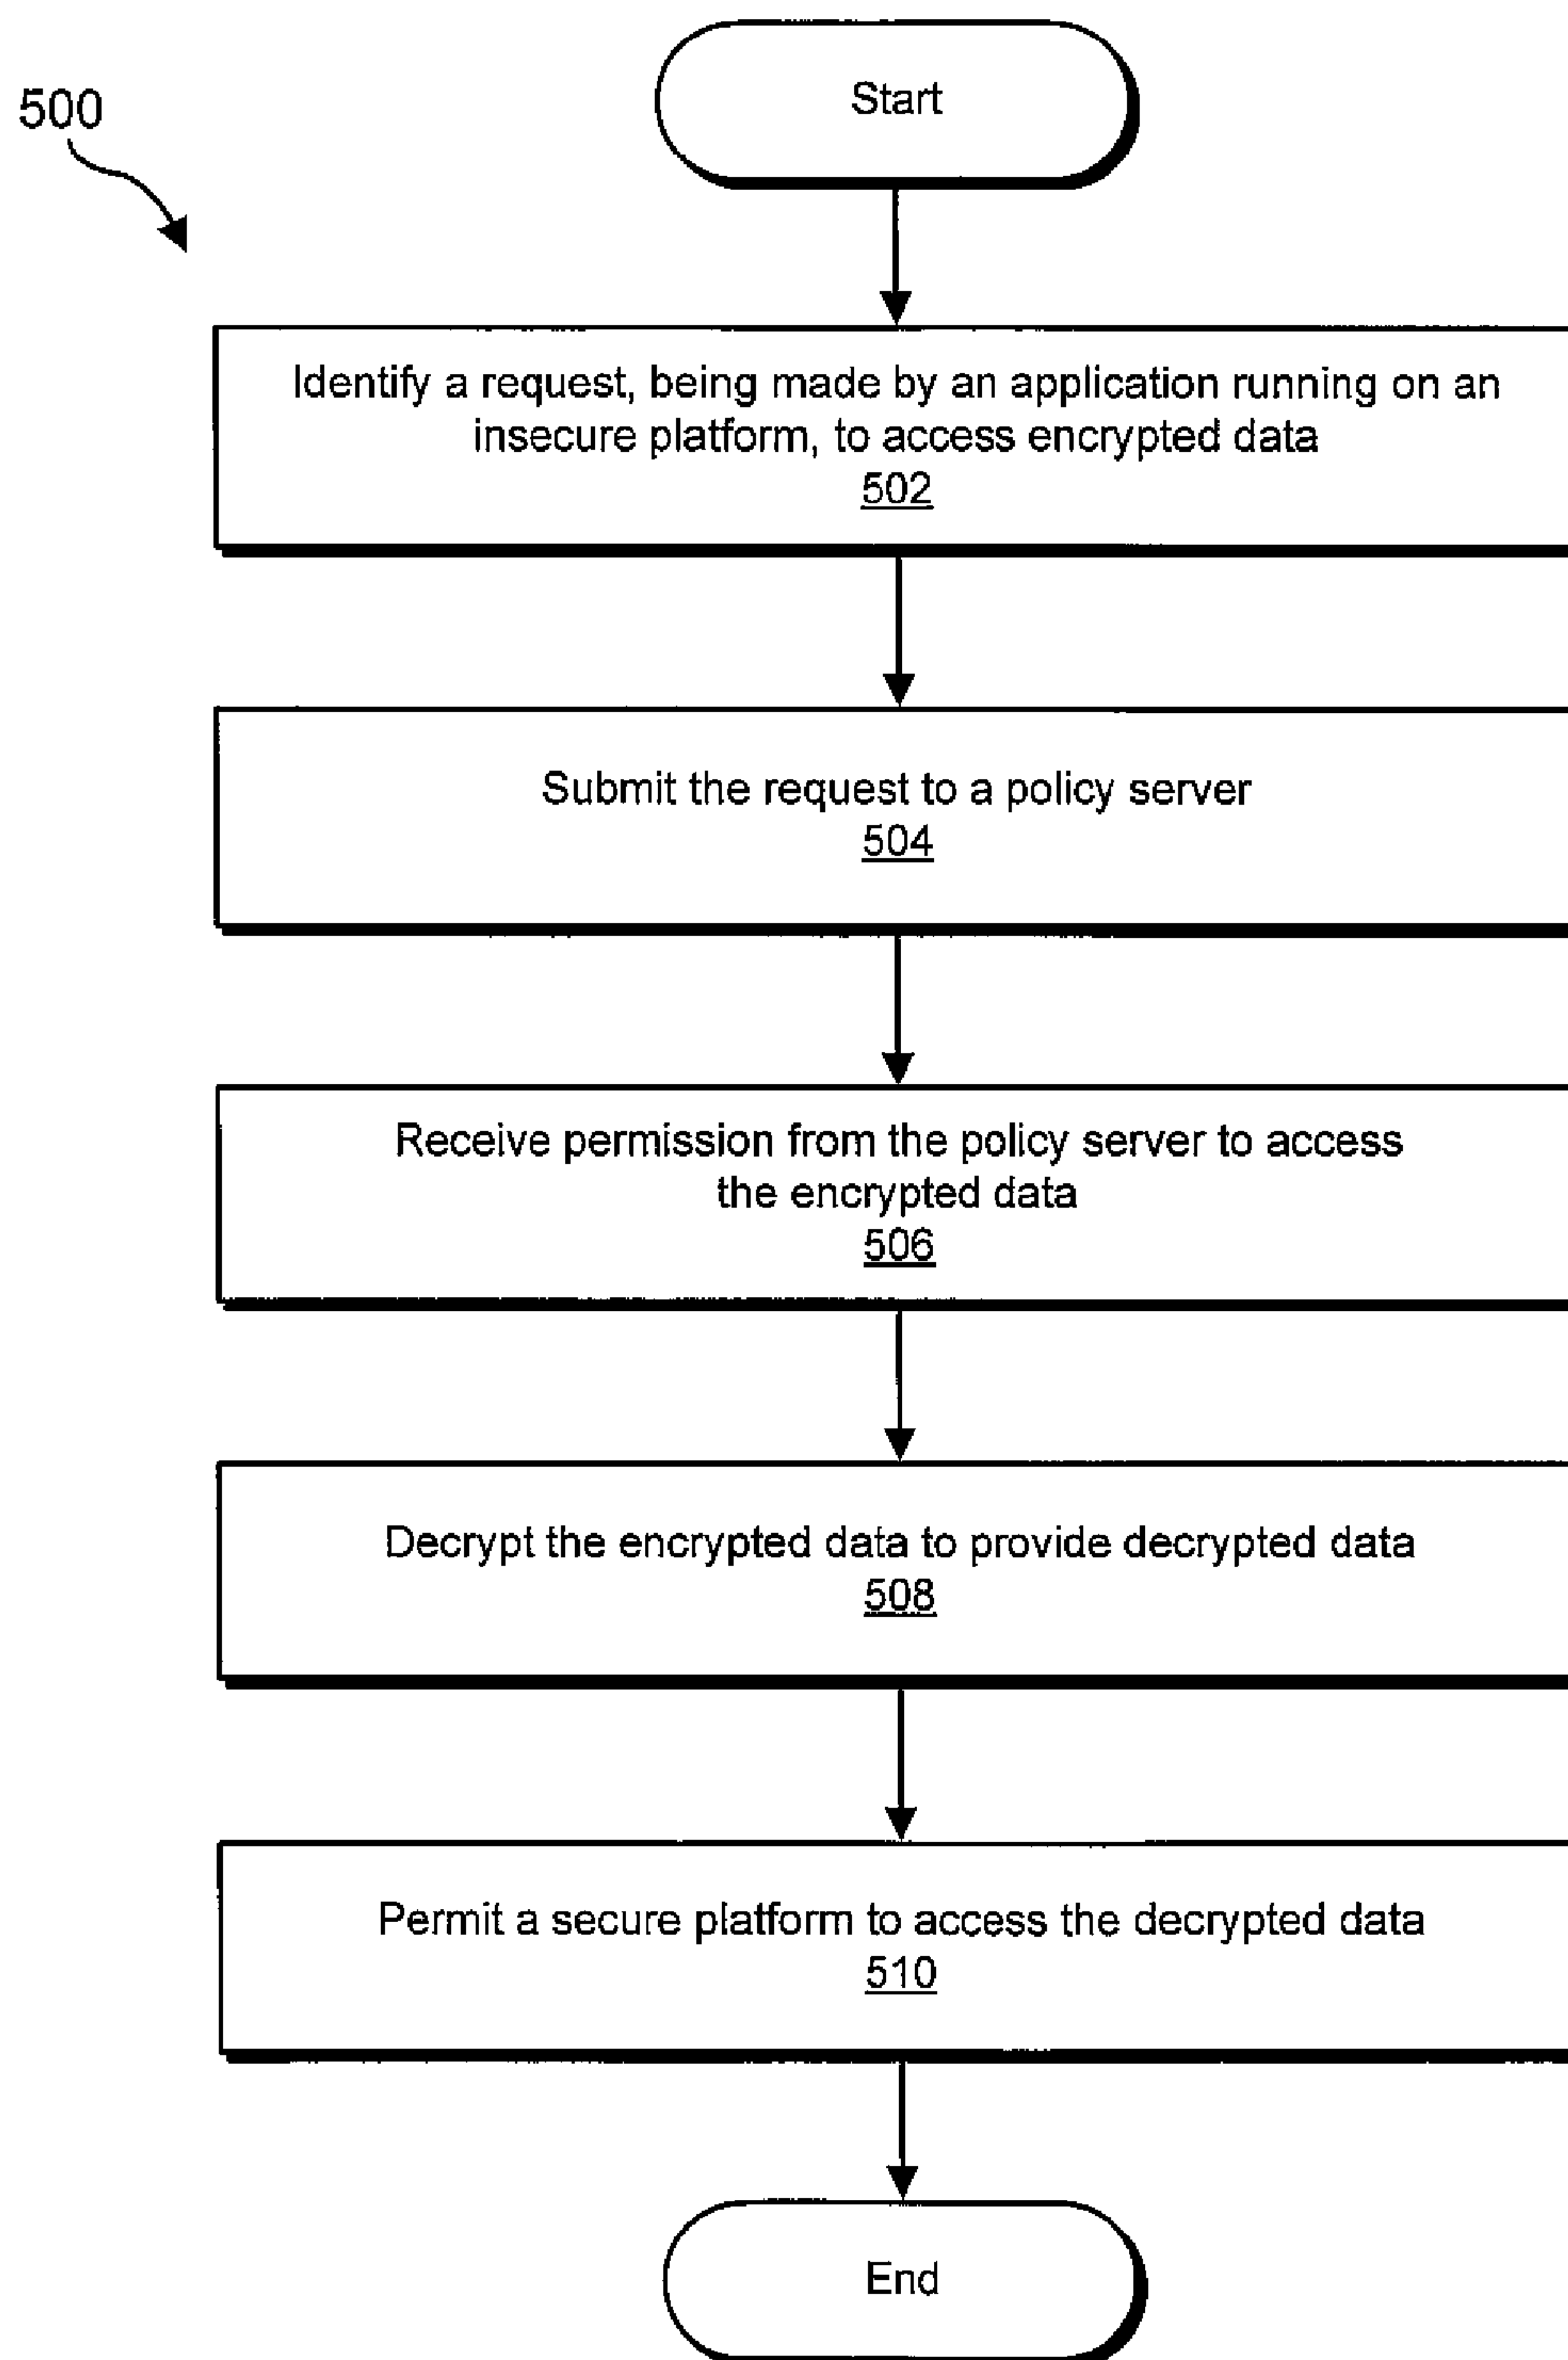 Start
500
Identify a request, being made by an application running on an
insecure platform, to access encrypted data
502
Submit the request to a policy server
504
Receive permission from the policy server to access
the encrypted data
506
Decrypt the encrypted data to provide decrypted data
508
Permit a secure platform to access the decrypted data
510
End